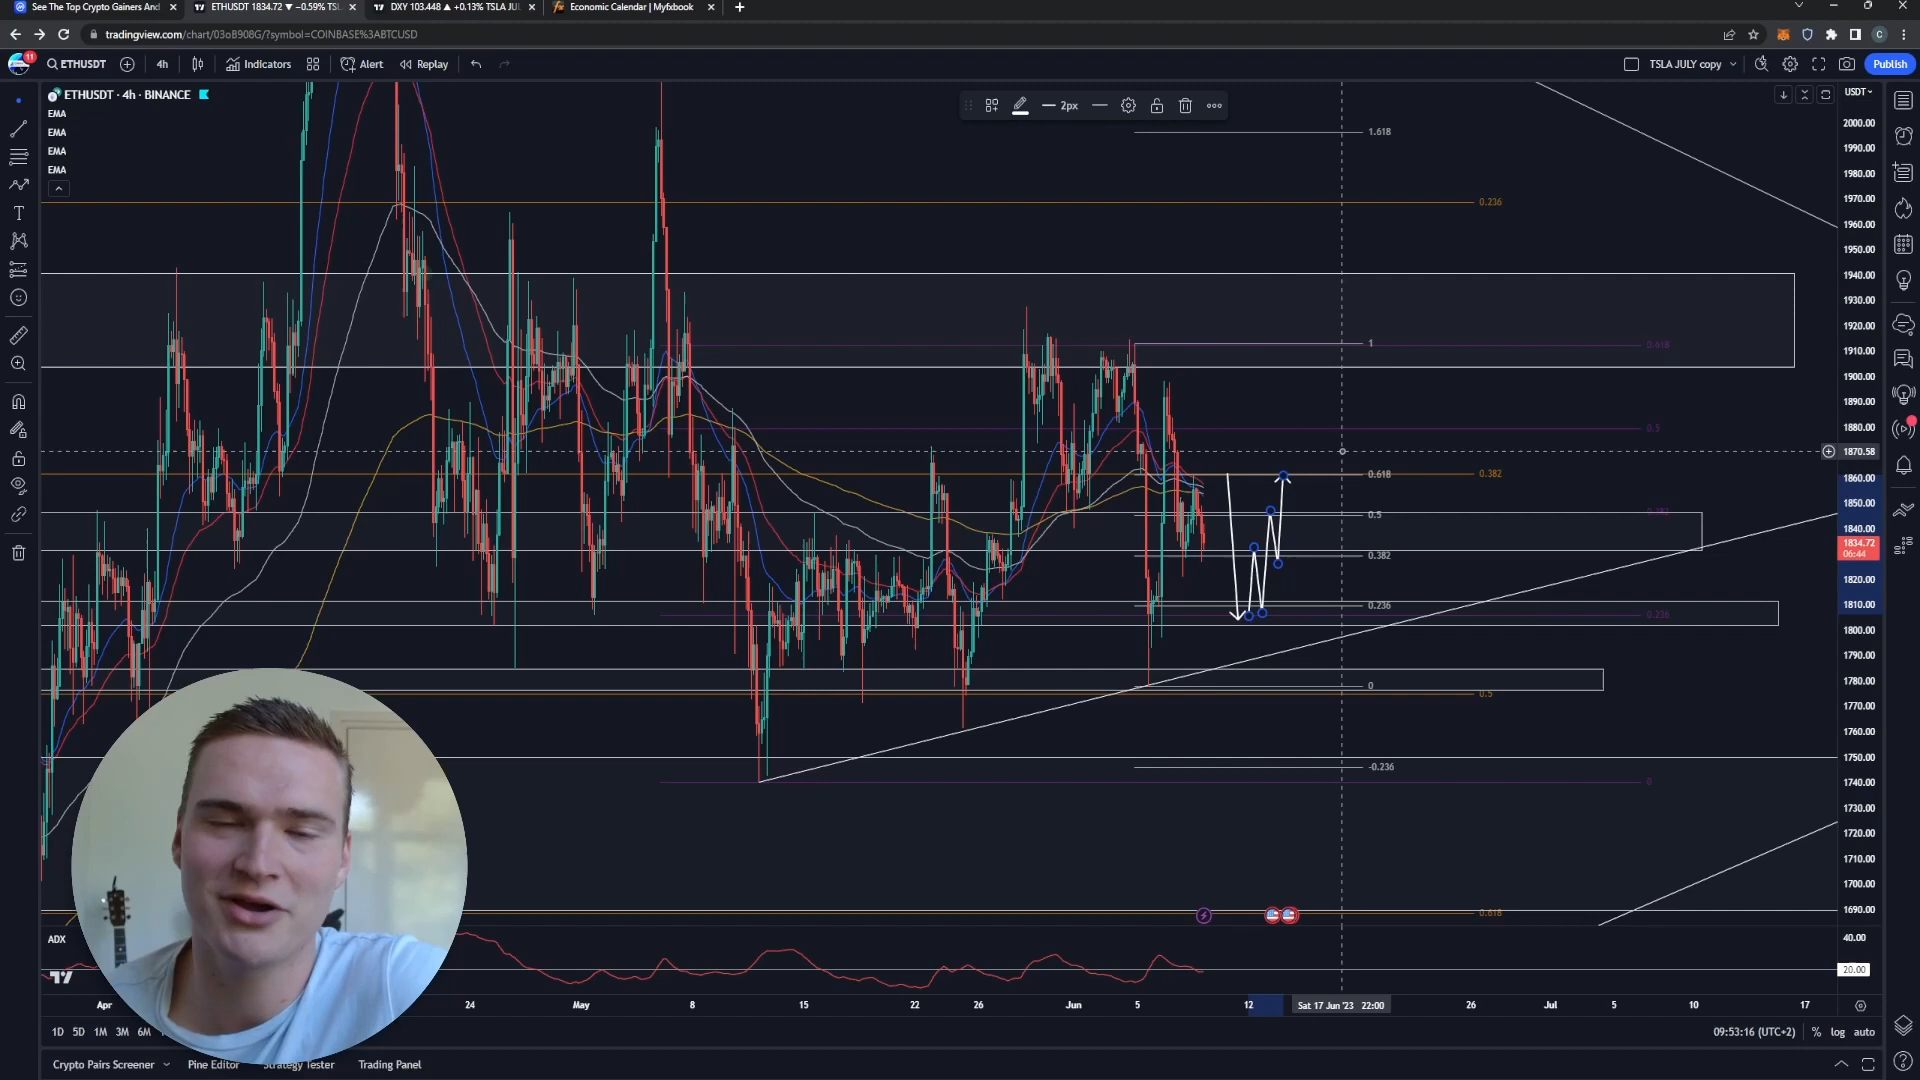 See The Top Crypto Gainers And
ETHUSDT 1834.72 ▼ −0.59% TSL
DXY 103.448 ▲ +0.13% TSLA JUL
Economic Calendar | Myfxbook
tradingview.com/chart/03oB908G/?symbol=COINBASE%3ABTCUSD
11
ETHUSDT
4h
Indicators
Alert
Replay
TSLA JULY copy
Publish
ETHUSDT · 4h · BINANCE
EMA
EMA
EMA
EMA
2px
USDT
1.618
0.236
1
0.618
0.5
0.618
0.382
0.5
0.382
0.382
0.236
0.236
0
0.5
-0.236
0
0.618
2000.00
1990.00
1980.00
1970.00
1960.00
1950.00
1940.00
1930.00
1920.00
1910.00
1900.00
1890.00
1880.00
1870.58
1860.00
1850.00
1840.00
1834.72
06:44
1820.00
1810.00
1800.00
1790.00
1780.00
1770.00
1760.00
1750.00
1740.00
1730.00
1720.00
1710.00
1700.00
1690.00
ADX
40.00
20.00
Apr
24
May
8
15
22
26
Jun
5
12
Sat 17 Jun '23 22:00
26
Jul
5
10
17
1D 5D 1M 3M 6M
09:53:16 (UTC+2)
% log auto
Crypto Pairs Screener
Pine Editor
Strategy Tester
Trading Panel